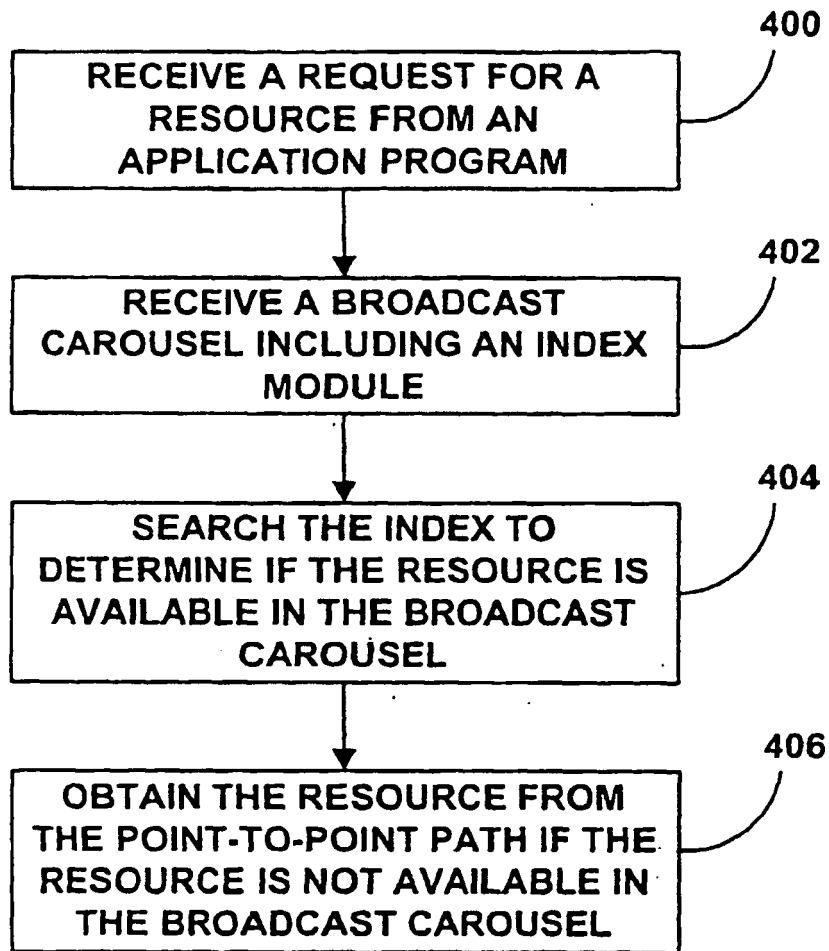 400
RECEIVE A REQUEST FOR A
RESOURCE FROM AN
APPLICATION PROGRAM
402
RECEIVE A BROADCAST
CAROUSEL INCLUDING AN INDEX
MODULE
404
SEARCH THE INDEX TO
DETERMINE IF THE RESOURCE IS
AVAILABLE IN THE BROADCAST
CAROUSEL
406
OBTAIN THE RESOURCE FROM
THE POINT-TO-POINT PATH IF THE
RESOURCE IS NOT AVAILABLE IN
THE BROADCAST CAROUSEL